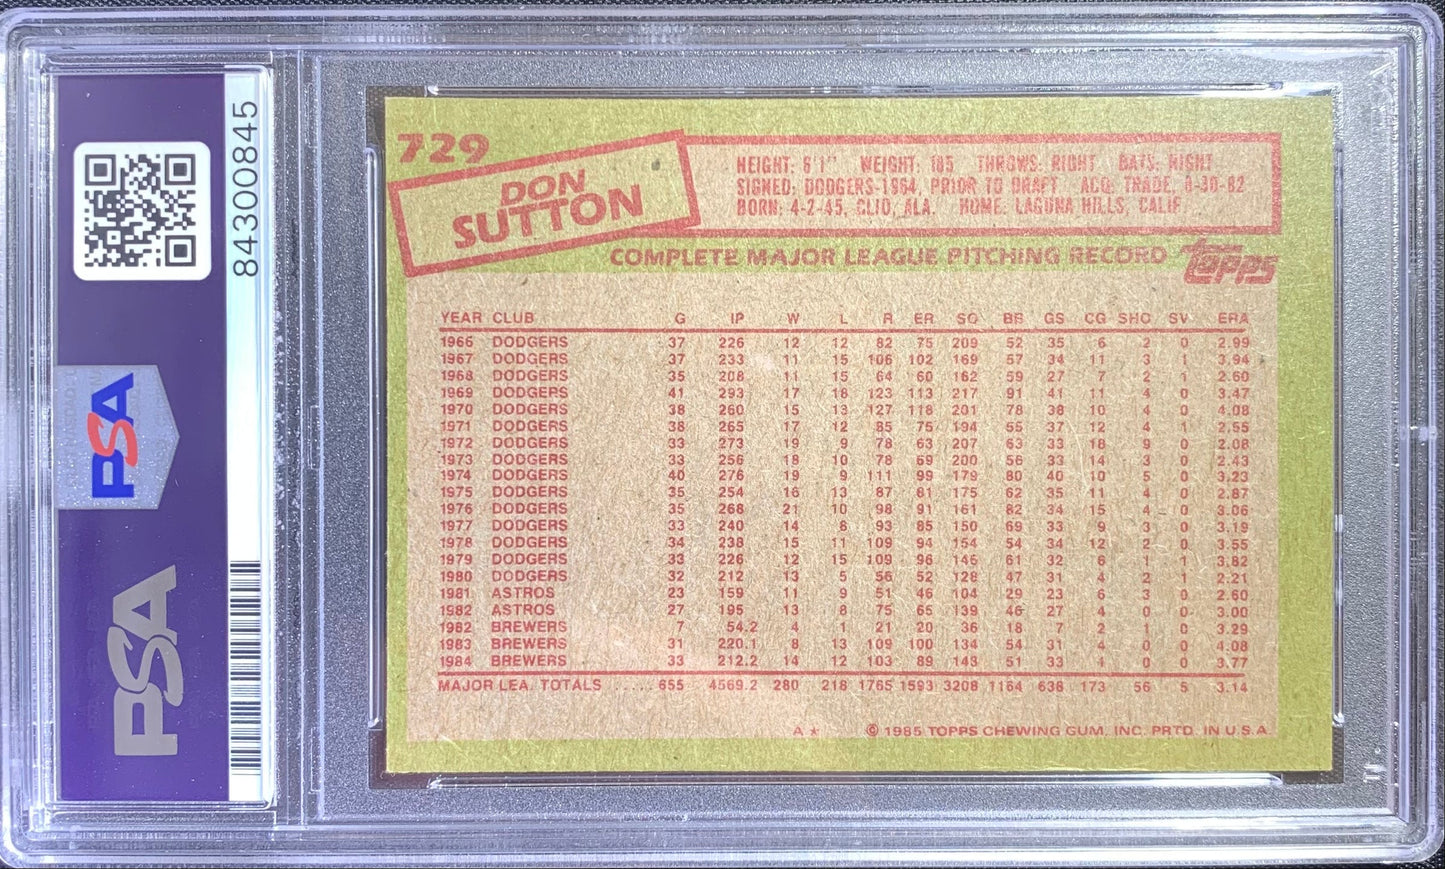 84300845
PSA
PSA
729
DON
SUTTON
HEIGHT: 6'1" WEIGHT: 185 THROWS: RIGHT BATS: RIGHT
SIGNED: DODGERS-1964, PRIOR TO DRAFT ACQ: TRADE, 8-30-82
BORN: 4-2-45, CLIO, ALA. HOME: LAGUNA HILLS, CALIF.
COMPLETE MAJOR LEAGUE PITCHING RECORD
Topps
YEAR CLUB G IP W L R ER SO BB GS CG SHO SV ERA
1966 DODGERS 37 226 12 12 82 75 209 52 35 6 2 0 2.99
1967 DODGERS 37 233 11 15 106 102 169 57 34 11 3 1 3.94
1968 DODGERS 35 208 11 15 64 60 162 59 27 7 2 1 2.60
1969 DODGERS 41 293 17 18 123 113 217 91 41 11 4 0 3.47
1970 DODGERS 38 260 15 13 127 118 201 78 38 10 4 0 4.08
1971 DODGERS 38 265 17 12 85 75 194 55 37 12 4 1 2.55
1972 DODGERS 33 273 19 9 78 63 207 63 33 18 9 0 2.08
1973 DODGERS 33 256 18 10 78 69 200 56 33 14 3 0 2.43
1974 DODGERS 40 276 19 9 111 99 179 80 40 10 5 0 3.23
1975 DODGERS 35 254 16 13 87 81 175 62 35 11 4 0 2.87
1976 DODGERS 35 268 21 10 98 91 161 82 34 15 4 0 3.06
1977 DODGERS 33 240 14 8 93 85 150 69 33 9 3 0 3.19
1978 DODGERS 34 238 15 11 109 94 154 54 34 12 2 0 3.55
1979 DODGERS 33 226 12 15 109 96 146 61 32 6 1 1 3.82
1980 DODGERS 32 212 13 5 56 52 128 47 31 4 2 1 2.21
1981 ASTROS 23 159 11 9 51 46 104 29 23 6 3 0 2.60
1982 ASTROS 27 195 13 8 75 65 139 46 27 4 0 0 3.00
1982 BREWERS 7 54.2 4 1 21 20 36 18 7 2 1 0 3.29
1983 BREWERS 31 220.1 8 13 109 100 134 54 31 4 0 0 4.08
1984 BREWERS 33 212.2 14 12 103 89 143 51 33 4 0 0 3.77
MAJOR LEA. TOTALS ..... 655 4569.2 280 218 1765 1593 3208 1164 638 173 56 5 3.14
A ★ © 1985 TOPPS CHEWING GUM, INC. PRTD. IN U.S.A.